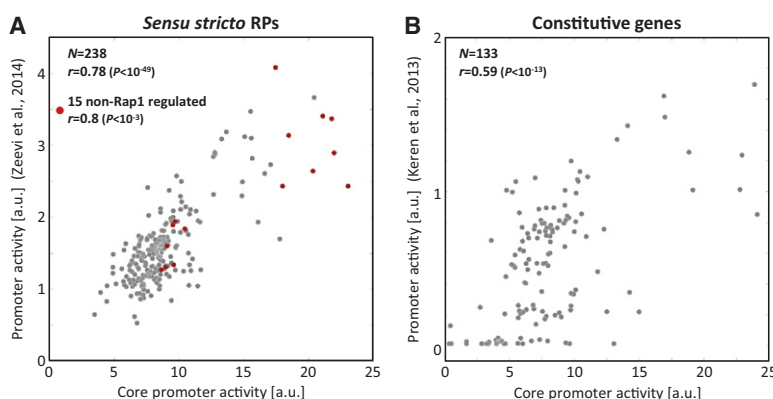 A
Sensu stricto RPs
N=238
r=0.78 (P<10-49)
15 non-Rap1 regulated
r=0.8 (P<10-3)
Promoter activity [a.u.] (Zeevi et al., 2014)
4
3
2
1
0
0 5 10 15 20 25
Core promoter activity [a.u.]
B
Constitutive genes
N=133
r=0.59 (P<10-13)
Promoter activity [a.u.] (Keren et al., 2013)
2
1
0
0 5 10 15 20 25
Core promoter activity [a.u.]